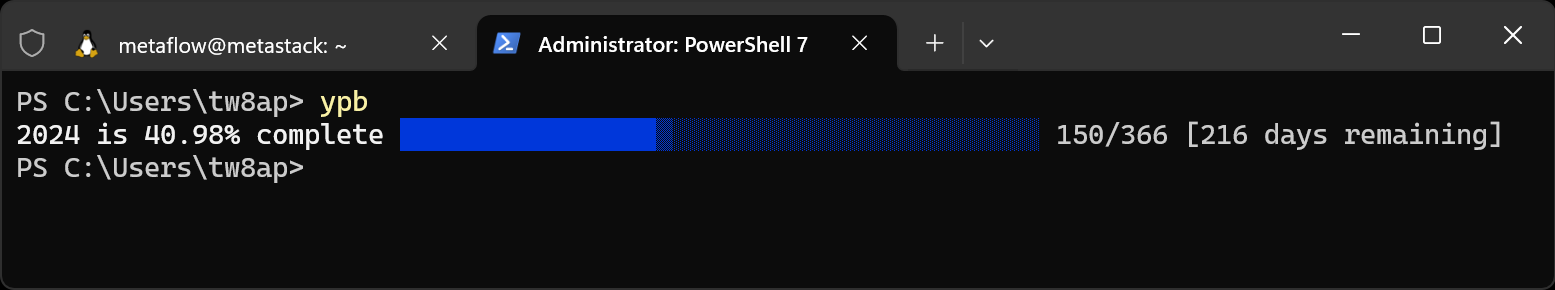 metaflow@metastack: ~
Administrator: PowerShell 7
PS C:\Users\tw8ap> ypb
2024 is 40.98% complete 150/366 [216 days remaining]
PS C:\Users\tw8ap>